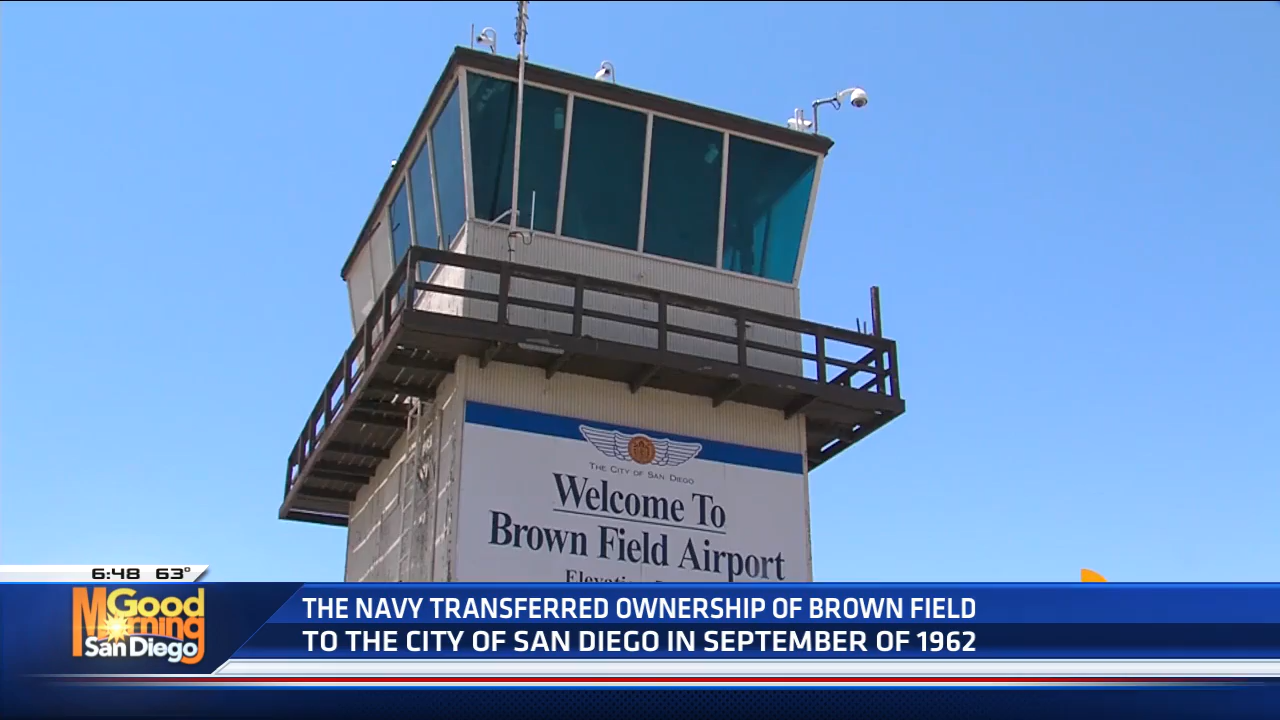 THE CITY OF SAN DIEGO
Welcome To
Brown Field Airport
6:48 63°
Good
Morning
San Diego
THE NAVY TRANSFERRED OWNERSHIP OF BROWN FIELD
TO THE CITY OF SAN DIEGO IN SEPTEMBER OF 1962